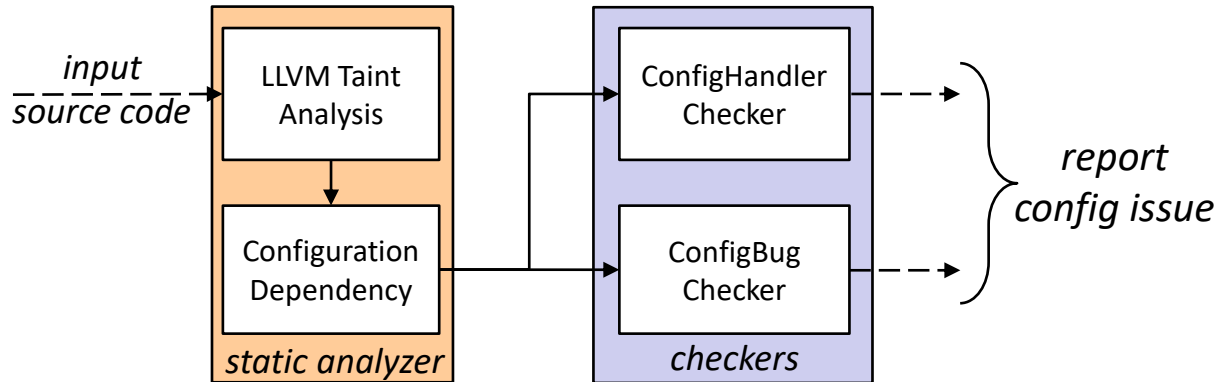 input
source code
LLVM Taint
Analysis
Configuration
Dependency
static analyzer
ConfigHandler
Checker
ConfigBug
Checker
checkers
report
config issue